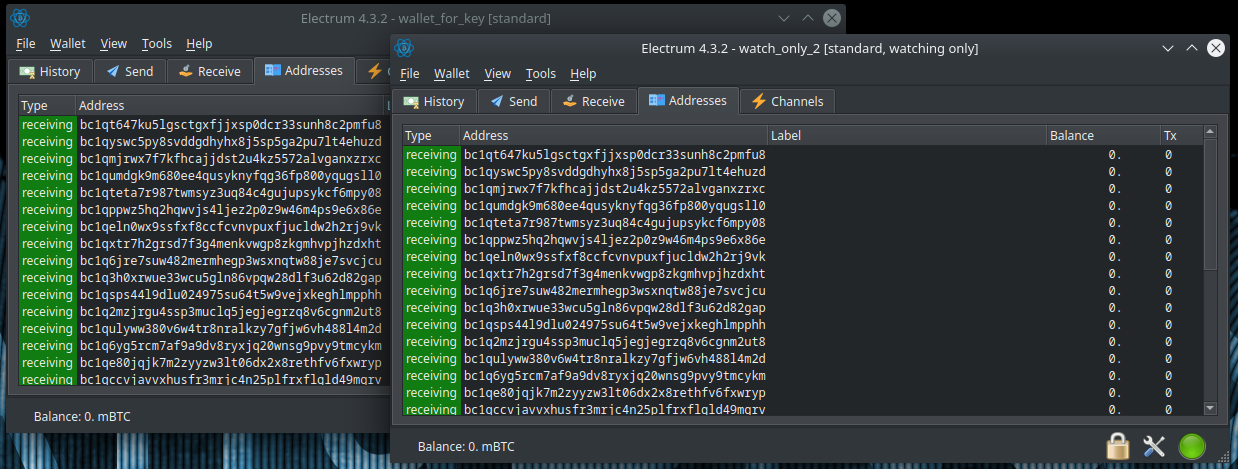 Electrum 4.3.2 - wallet_for_key [standard]
File Wallet View Tools Help
History Send Receive Addresses
Type Address
receiving bc1qt647ku5lgsctgxfjjxsp0dcr33sunh8c2pmfu8
receiving bc1qyswc5py8svddgdhyhx8j5sp5ga2pu7lt4ehuzd
receiving bc1qmjrwx7f7kfhcajjdst2u4kz5572alvganxzrxc
receiving bc1qumdgk9m680ee4qusyknyfqg36fp800yqugsll0
receiving bc1qteta7r987twmsyz3uq84c4gujupsykcf6mpy08
receiving bc1qppwz5hq2hqwvjs4ljez2p0z9w46m4ps9e6x86e
receiving bc1qeln0wx9ssfxf8ccfcvnvpuxfjucldw2h2rj9vk
receiving bc1qxtr7h2grsd7f3g4menkvwgp8zkgmhvpjhzdxht
receiving bc1q6jre7suw482mermhegp3wsxnqtw88je7svcjcu
receiving bc1q3h0xrwue33wcu5gln86vpqw28dlf3u62d82gap
receiving bc1qsps44l9dlu024975su64t5w9vejxkeghlmpphh
receiving bc1q2mzjrgu4ssp3muclq5jegjegrzq8v6cgnm2ut8
receiving bc1qulyww380v6w4tr8nralkzy7gfjw6vh488l4m2d
receiving bc1q6yg5rcm7af9a9dv8ryxjq20wnsg9pvy9tmcykm
receiving bc1qe80jqjk7m2zyyzw3lt06dx2x8rethfv6fxwryp
receiving bc1qccvjavvxhusfr3mrjc4n25plfrxflqld49mqrv
Balance: 0. mBTC
Electrum 4.3.2 - watch_only_2 [standard, watching only]
File Wallet View Tools Help
History Send Receive Addresses Channels
Type Address Label Balance Tx
receiving bc1qt647ku5lgsctgxfjjxsp0dcr33sunh8c2pmfu8 0. 0
receiving bc1qyswc5py8svddgdhyhx8j5sp5ga2pu7lt4ehuzd 0. 0
receiving bc1qmjrwx7f7kfhcajjdst2u4kz5572alvganxzrxc 0. 0
receiving bc1qumdgk9m680ee4qusyknyfqg36fp800yqugsll0 0. 0
receiving bc1qteta7r987twmsyz3uq84c4gujupsykcf6mpy08 0. 0
receiving bc1qppwz5hq2hqwvjs4ljez2p0z9w46m4ps9e6x86e 0. 0
receiving bc1qeln0wx9ssfxf8ccfcvnvpuxfjucldw2h2rj9vk 0. 0
receiving bc1qxtr7h2grsd7f3g4menkvwgp8zkgmhvpjhzdxht 0. 0
receiving bc1q6jre7suw482mermhegp3wsxnqtw88je7svcjcu 0. 0
receiving bc1q3h0xrwue33wcu5gln86vpqw28dlf3u62d82gap 0. 0
receiving bc1qsps44l9dlu024975su64t5w9vejxkeghlmpphh 0. 0
receiving bc1q2mzjrgu4ssp3muclq5jegjegrzq8v6cgnm2ut8 0. 0
receiving bc1qulyww380v6w4tr8nralkzy7gfjw6vh488l4m2d 0. 0
receiving bc1q6yg5rcm7af9a9dv8ryxjq20wnsg9pvy9tmcykm 0. 0
receiving bc1qe80jqjk7m2zyyzw3lt06dx2x8rethfv6fxwryp 0. 0
receiving bc1qccvjavvxhusfr3mrjc4n25plfrxflqld49mqrv 0. 0
Balance: 0. mBTC